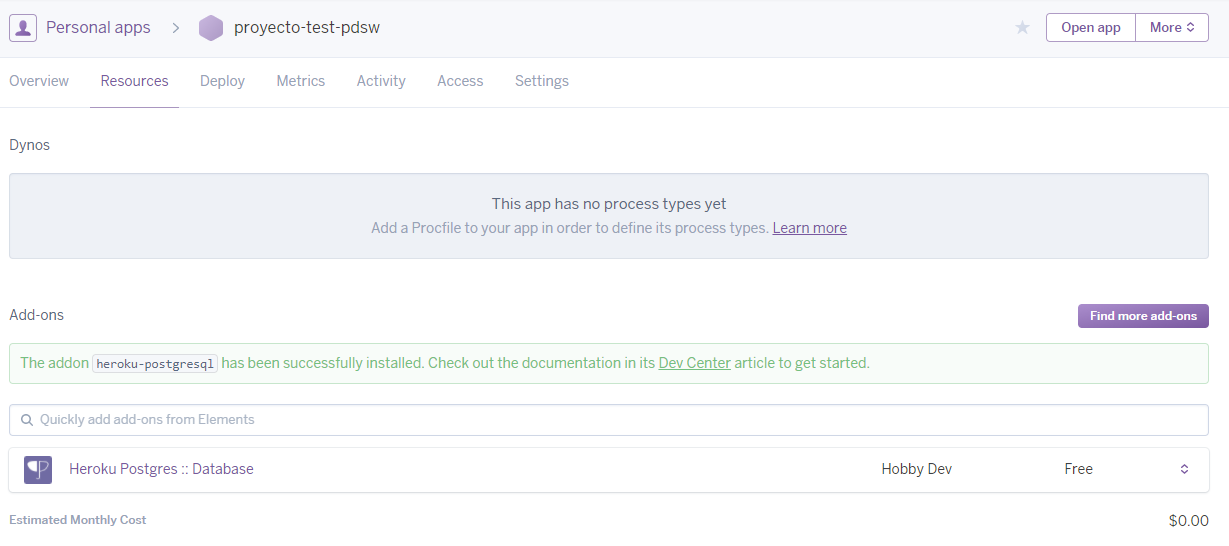 Personal apps > proyecto-test-pdsw Open app More
Overview Resources Deploy Metrics Activity Access Settings
Dynos
This app has no process types yet
Add a Procfile to your app in order to define its process types. Learn more
Add-ons Find more add-ons
The addon heroku-postgresql has been successfully installed. Check out the documentation in its Dev Center article to get started.
Quickly add add-ons from Elements
Heroku Postgres :: Database Hobby Dev Free
Estimated Monthly Cost $0.00